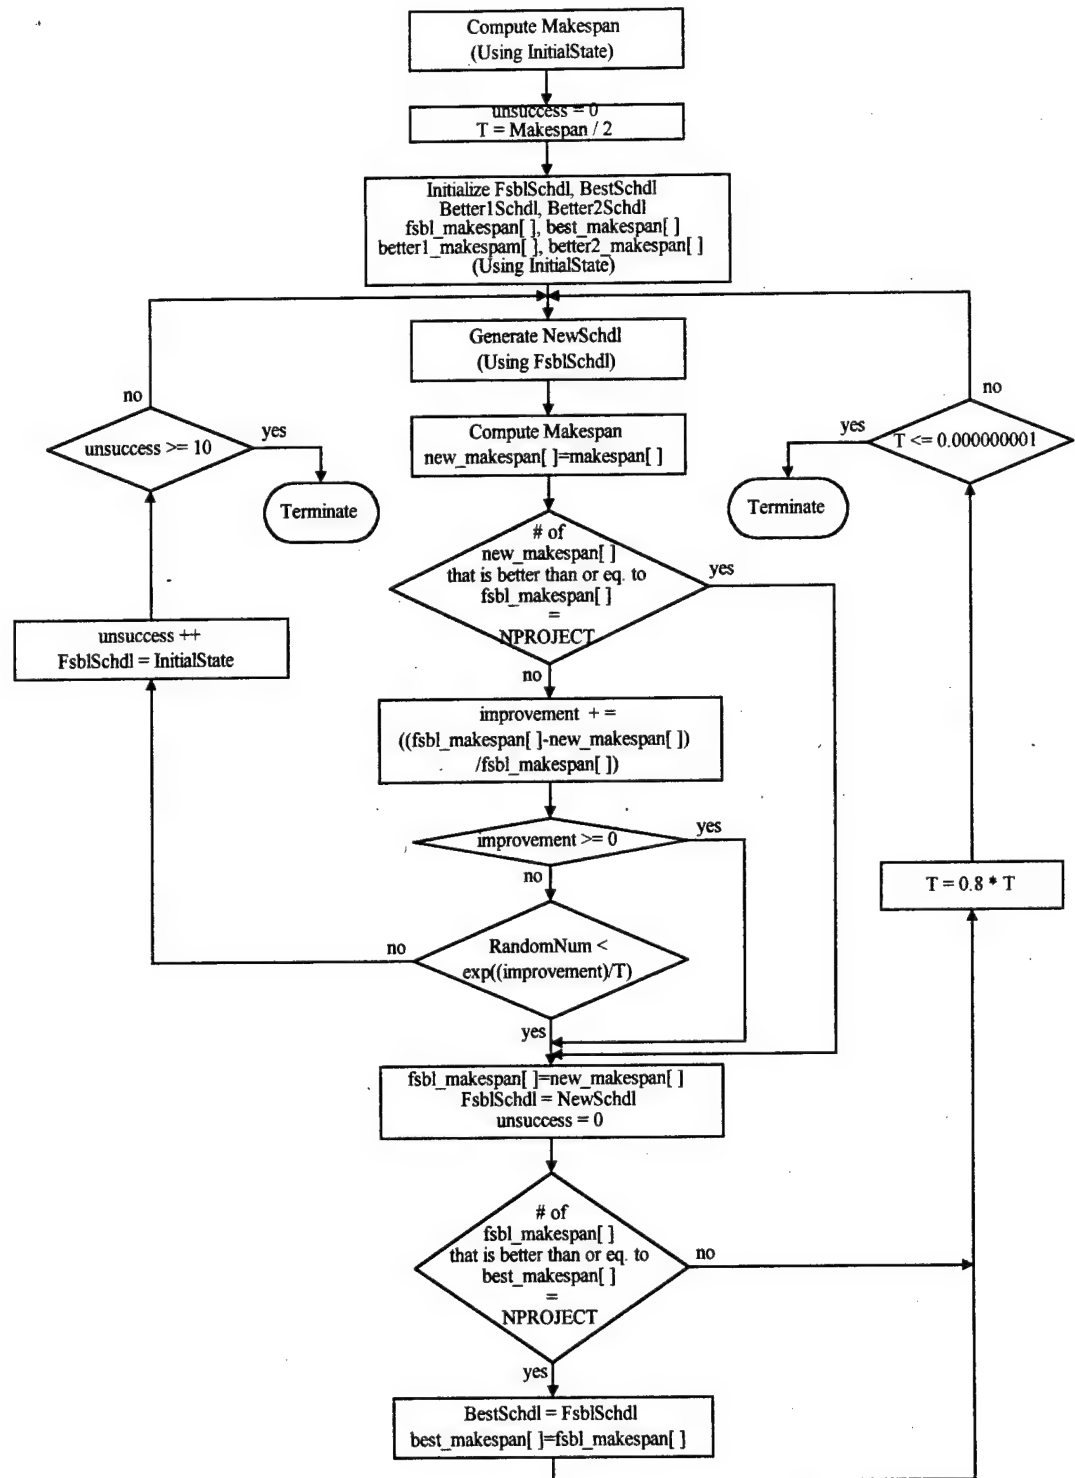 Compute Makespan
(Using InitialState)
unsuccess = 0
T = Makespan / 2
Initialize FsblSchdl, BestSchdl
Better1Schdl, Better2Schdl
fsbl_makespan[ ], best_makespan[ ]
better1_makespam[ ], better2_makespan[ ]
(Using InitialState)
Generate NewSchdl
(Using FsblSchdl)
no
no
unsuccess >= 10
yes
Compute Makespan
new_makespan[ ]=makespan[ ]
yes
T <= 0.000000001
Terminate
Terminate
# of
new_makespan[ ]
that is better than or eq. to
fsbl_makespan[ ]
=
NPROJECT
yes
no
unsuccess ++
FsblSchdl = InitialState
improvement + =
((fsbl_makespan[ ]-new_makespan[ ])
/fsbl_makespan[ ])
improvement >= 0
yes
no
T = 0.8 * T
no
RandomNum <
exp((improvement)/T)
yes
fsbl_makespan[ ]=new_makespan[ ]
FsblSchdl = NewSchdl
unsuccess = 0
# of
fsbl_makespan[ ]
that is better than or eq. to
best_makespan[ ]
=
NPROJECT
no
yes
BestSchdl = FsblSchdl
best_makespan[ ]=fsbl_makespan[ ]